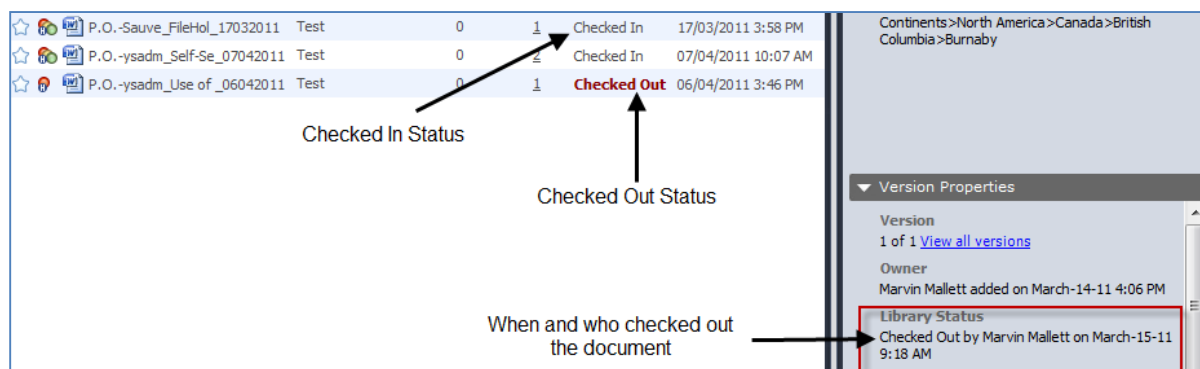 P.O.-Sauve_FileHol_17032011 Test 0 1 Checked In 17/03/2011 3:58 PM
P.O.-ysadm_Self-Se_07042011 Test 0 2 Checked In 07/04/2011 10:07 AM
P.O.-ysadm_Use of _06042011 Test 0 1 Checked Out 06/04/2011 3:46 PM
Checked In Status
Checked Out Status
When and who checked out
the document
Continents>North America>Canada>British
Columbia>Burnaby
Version Properties
Version
1 of 1 View all versions
Owner
Marvin Mallett added on March-14-11 4:06 PM
Library Status
Checked Out by Marvin Mallett on March-15-11
9:18 AM